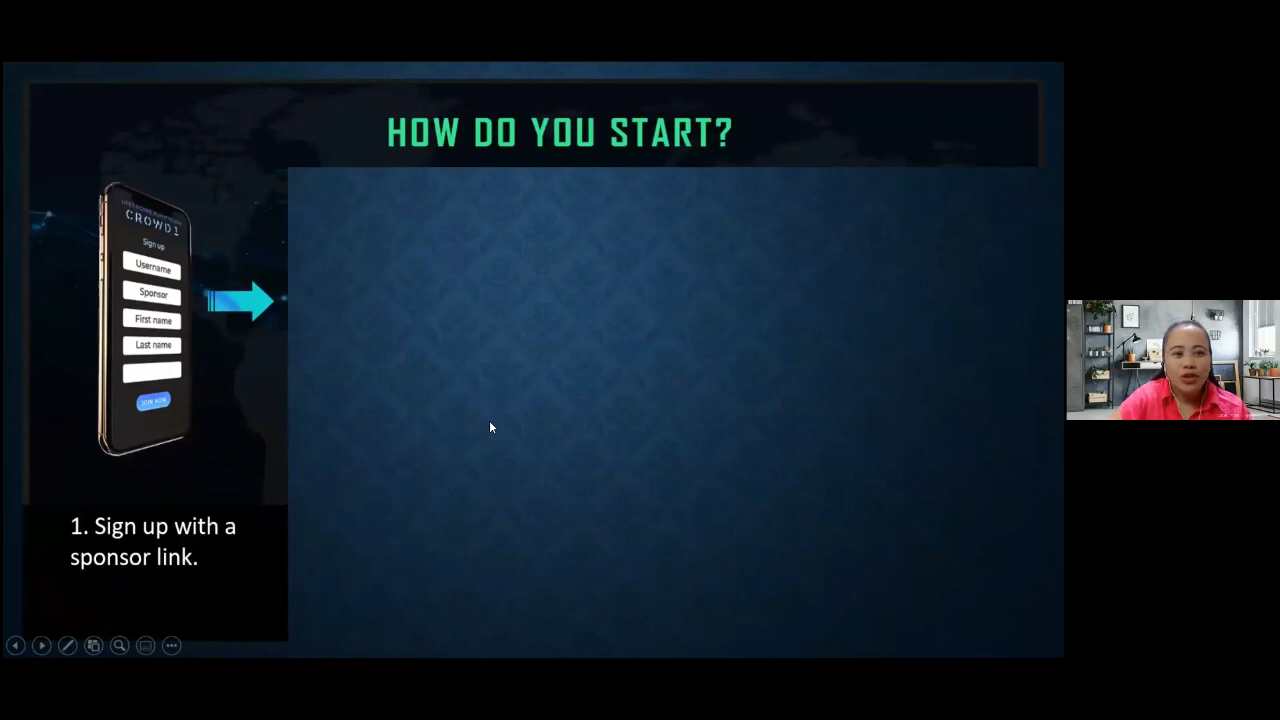 HOW DO YOU START?
CROWD1
Sign up
Username
Sponsor
First name
Last name
JOIN NOW
1. Sign up with a
sponsor link.